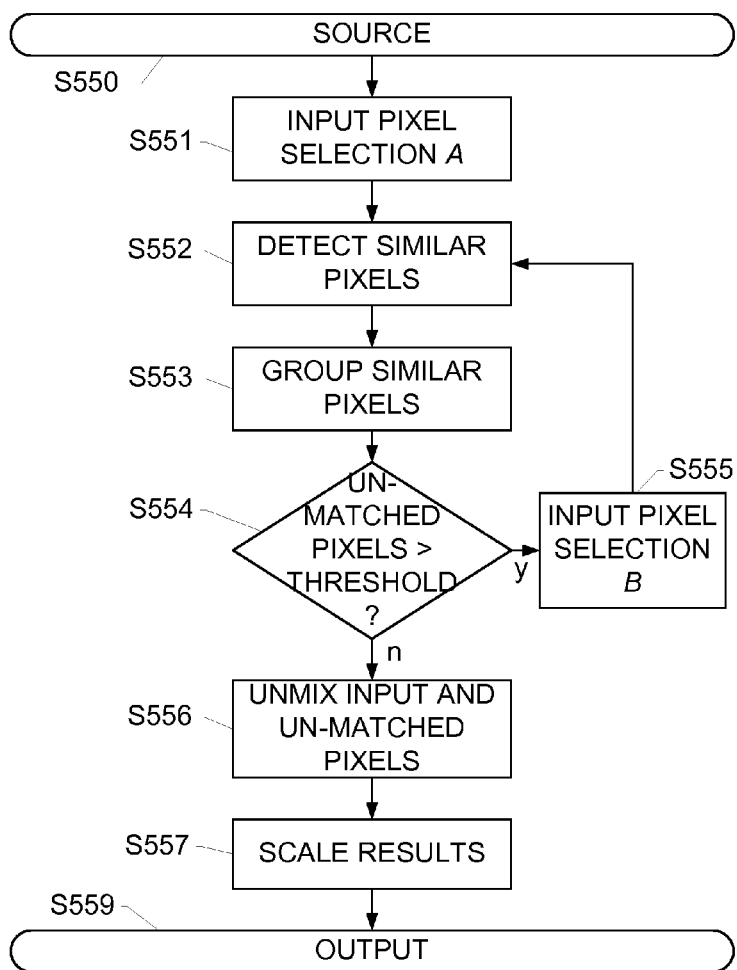 SOURCE
S550
INPUT PIXEL
SELECTION A
S551
DETECT SIMILAR
PIXELS
S552
GROUP SIMILAR
PIXELS
S553
UN-
MATCHED
PIXELS >
THRESHOLD
?
S554
y
n
S555
INPUT PIXEL
SELECTION
B
UNMIX INPUT AND
UN-MATCHED
PIXELS
S556
SCALE RESULTS
S557
S559
OUTPUT